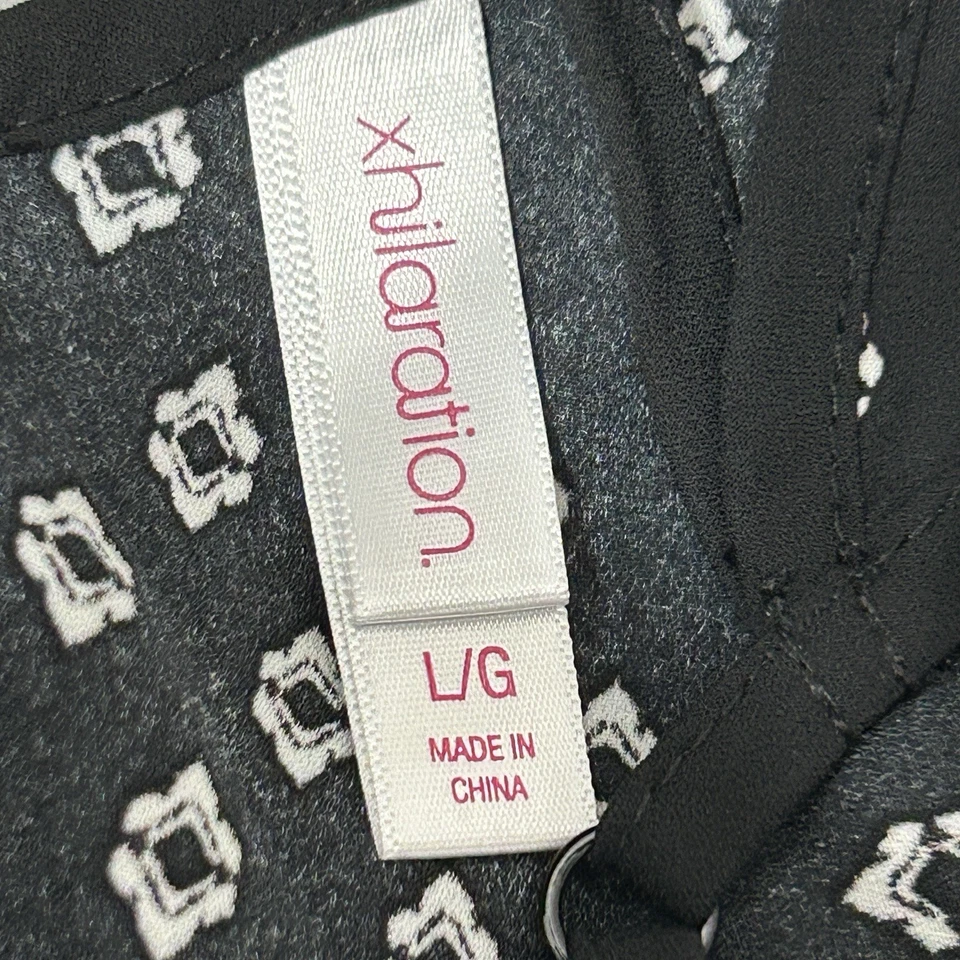 xhilaration.
L/G
MADE IN
CHINA